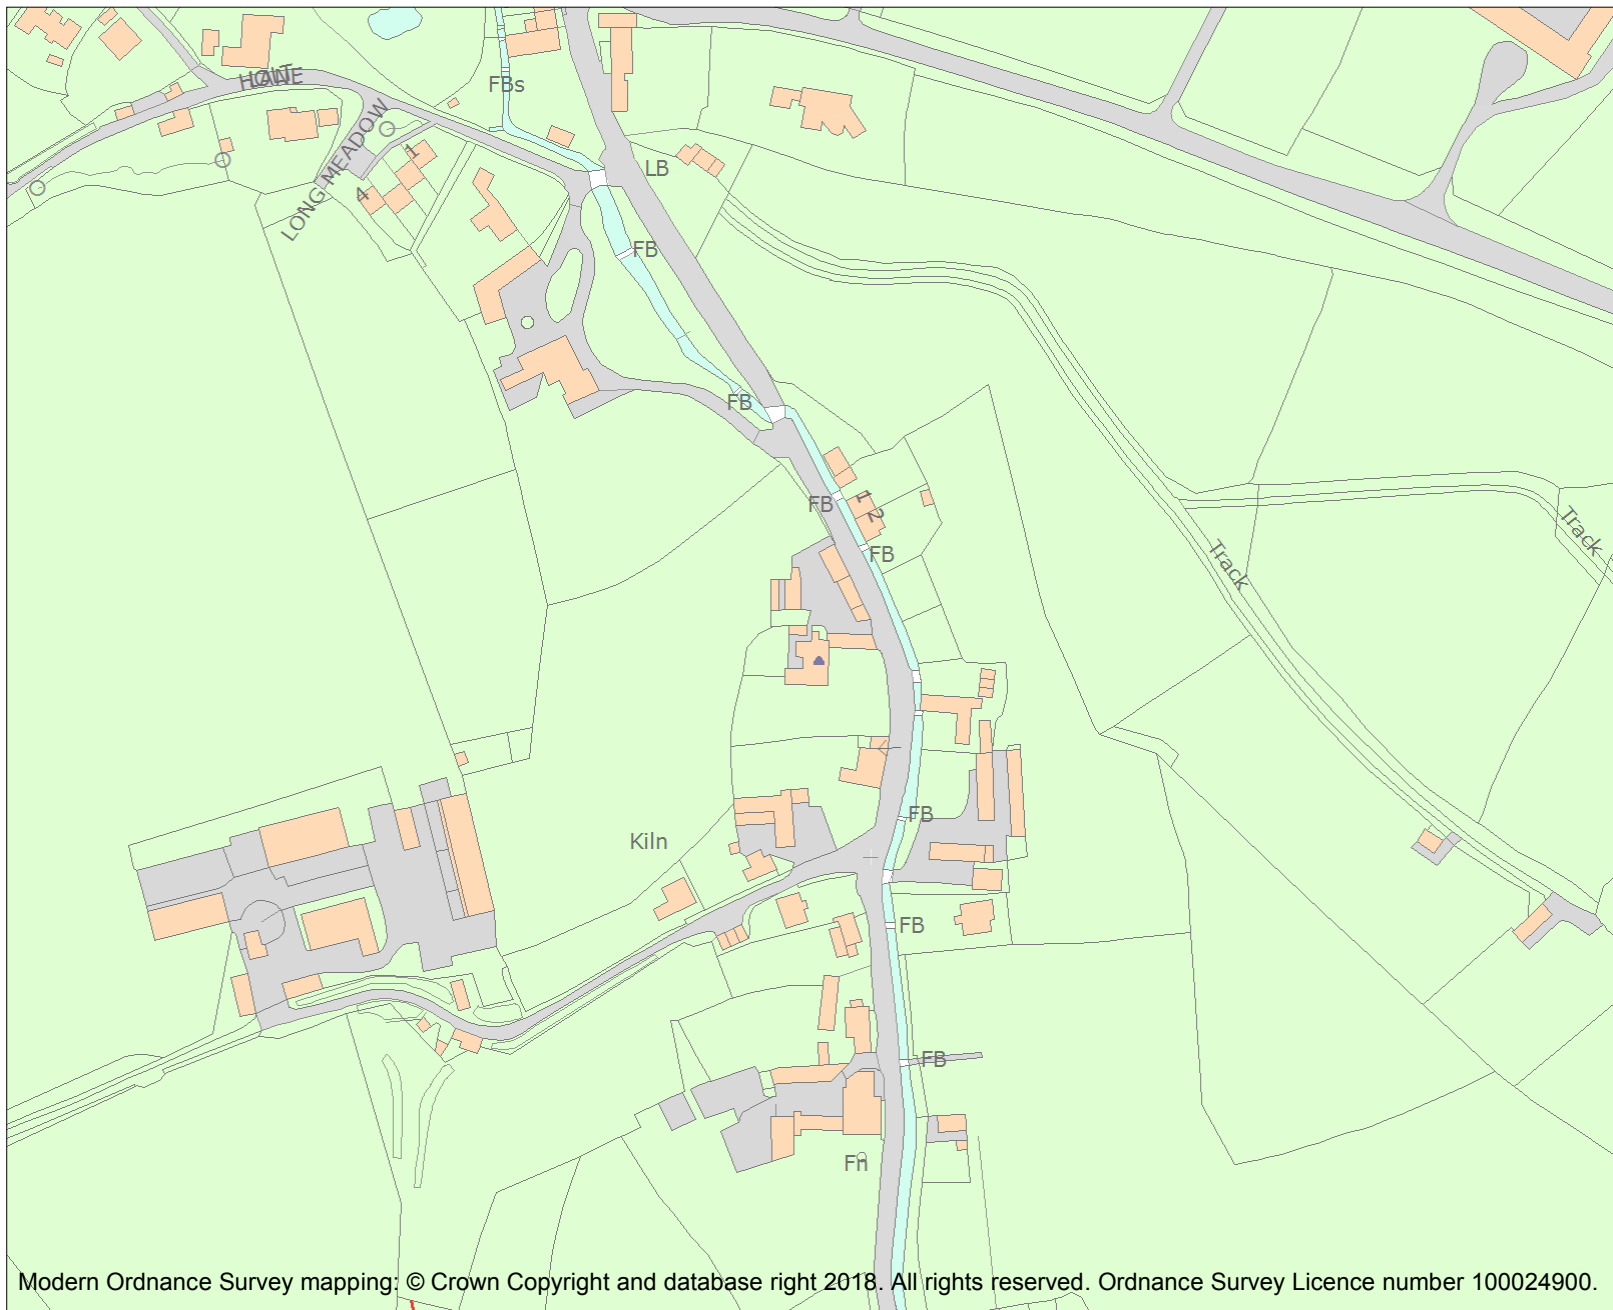 FBs
HOLT
LANE
LONG MEADOW
1
4
LB
FB
FB
FB
1
2
FB
Track
Track
FB
Kiln
FB
FB
Fn
Modern Ordnance Survey mapping: © Crown Copyright and database right 2018. All rights reserved. Ordnance Survey Licence number 100024900.